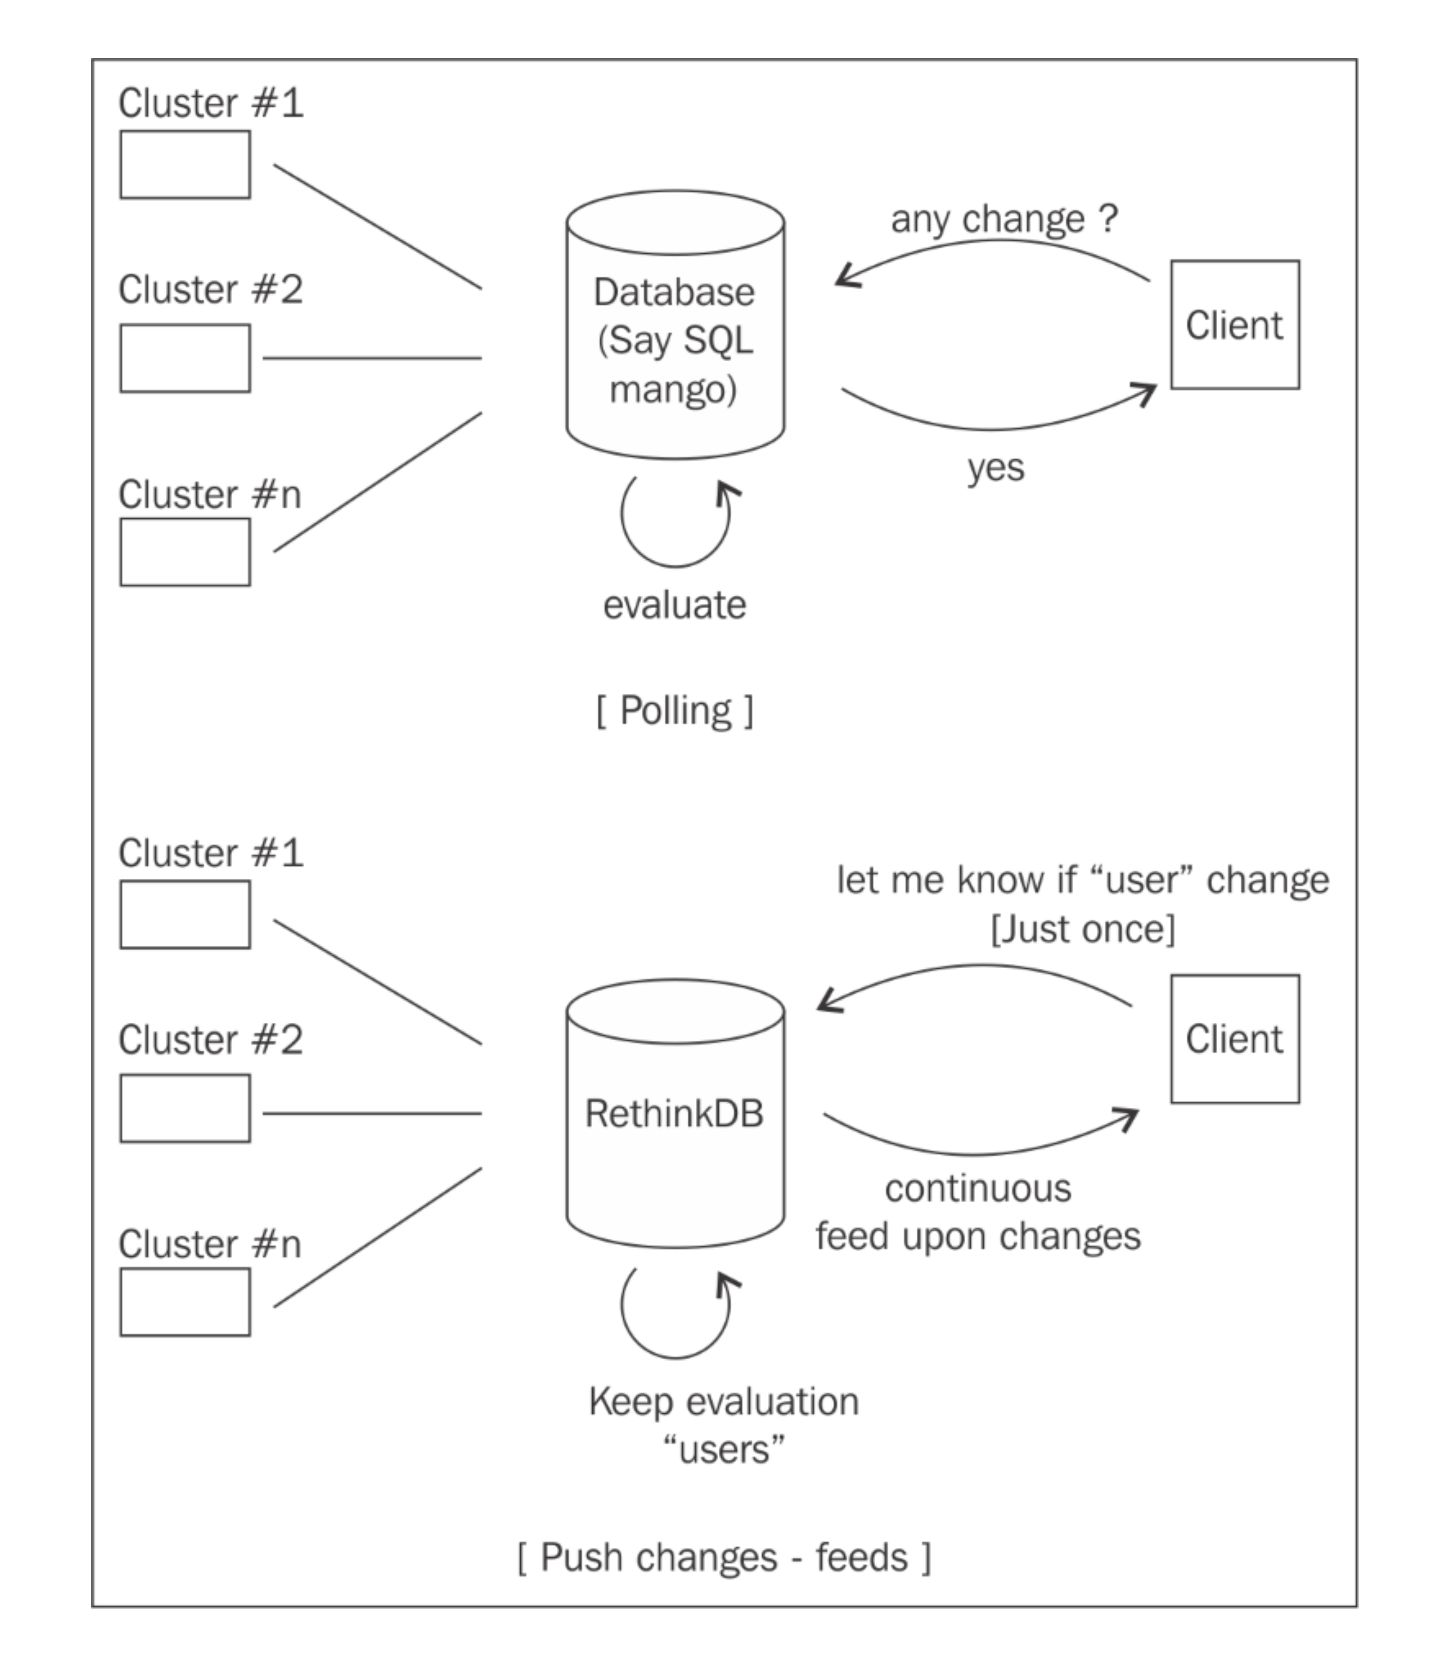 Cluster #1
Cluster #2
Cluster #n
Database
(Say SQL
mango)
any change ?
Client
yes
evaluate
[ Polling ]
Cluster #1
Cluster #2
Cluster #n
let me know if “user” change
[Just once]
RethinkDB
Client
continuous
feed upon changes
Keep evaluation
“users”
[ Push changes - feeds ]